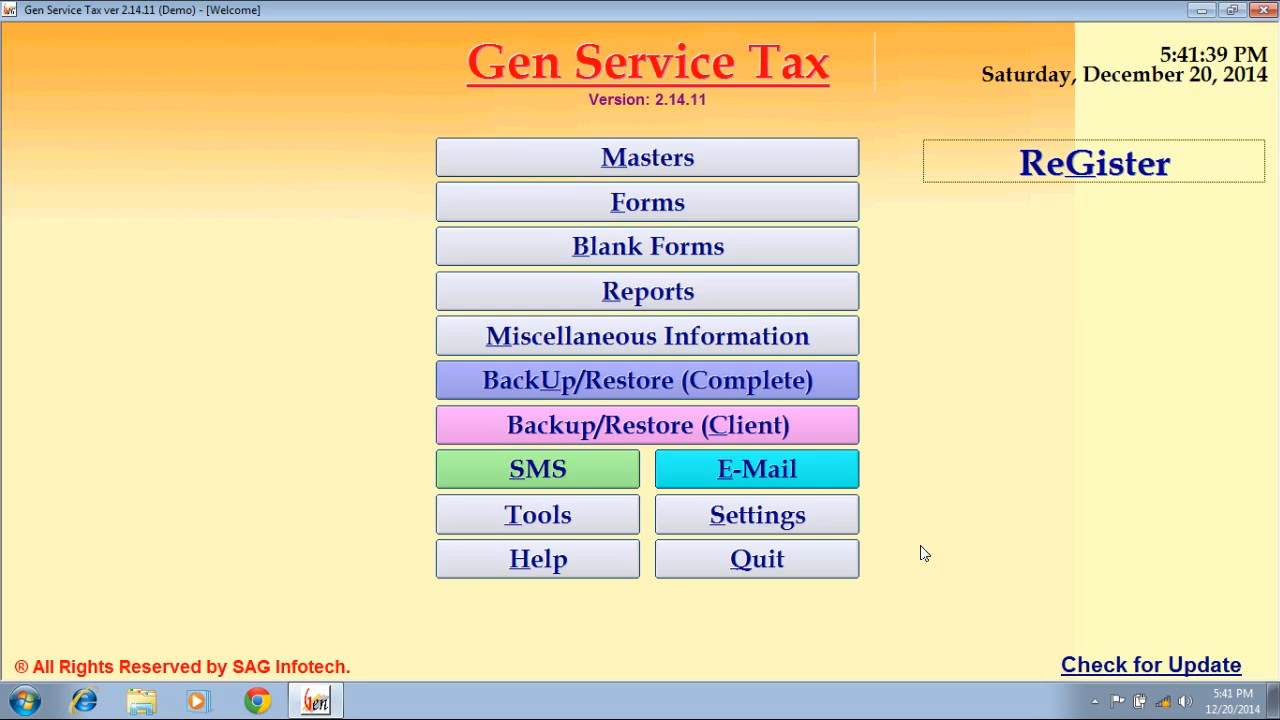 Gen Service Tax ver 2.14.11 (Demo) - [Welcome]
Gen Service Tax
Version: 2.14.11
5:41:39 PM
Saturday, December 20, 2014
ReGister
Masters
Forms
Blank Forms
Reports
Miscellaneous Information
BackUp/Restore (Complete)
Backup/Restore (Client)
SMS
E-Mail
Tools
Settings
Help
Quit
® All Rights Reserved by SAG Infotech.
Check for Update
Gen
5:41 PM
12/20/2014